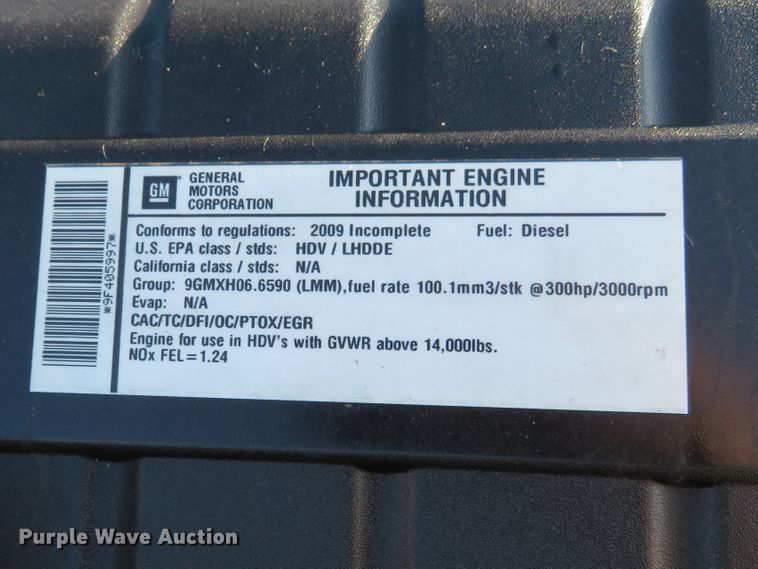 *9F405997*
GM
GENERAL
MOTORS
CORPORATION
IMPORTANT ENGINE
INFORMATION
Conforms to regulations: 2009 Incomplete Fuel: Diesel
U.S. EPA class / stds: HDV / LHDDE
California class / stds: N/A
Group: 9GMXH06.6590 (LMM),fuel rate 100.1mm3/stk @300hp/3000rpm
Evap: N/A
CAC/TC/DFI/OC/PTOX/EGR
Engine for use in HDV's with GVWR above 14,000lbs.
NOx FEL=1.24
Purple Wave Auction